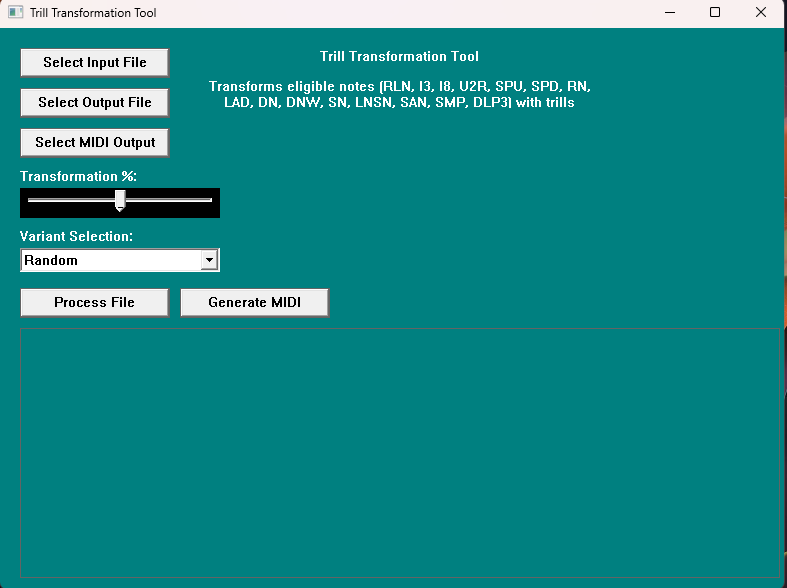 Trill Transformation Tool
Select Input File
Trill Transformation Tool
Transforms eligible notes (RLN, I3, I8, U2R, SPU, SPD, RN,
LAD, DN, DNW, SN, LNSN, SAN, SMP, DLP3) with trills
Select Output File
Select MIDI Output
Transformation %:
Variant Selection:
Random
Process File
Generate MIDI